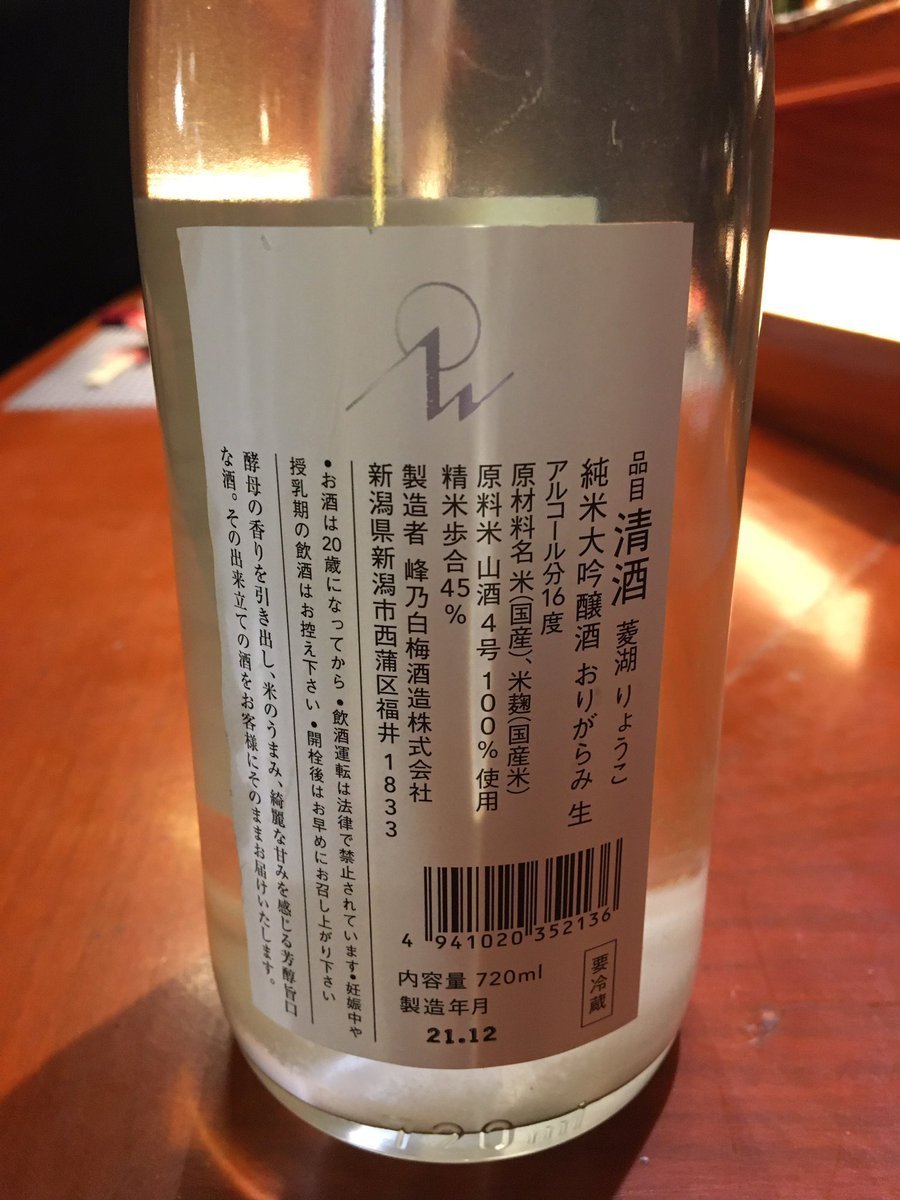 品目 清酒 菱湖 りょうこ
純米大吟醸酒 おりがらみ 生
アルコール分16度
原材料名 米(国産)、米麹(国産米)
原料米 山酒4号 100% 使用
精米歩合45%
製造者 峰乃白梅酒造株式会社
新潟県新潟市西蒲区福井1833
•お酒は20歳になってから •飲酒運転は法律で禁止されています•妊娠中や
授乳期の飲酒はお控え下さい •開栓後はお早めにお召し上がり下さい
酵母の香りを引き出し、米のうまみ、綺麗な甘みを感じる芳醇旨口
な酒。その出来立ての酒をお客様にそのままお届けいたします。
4 941020 352136
内容量 720ml
製造年月
21.12
要冷蔵